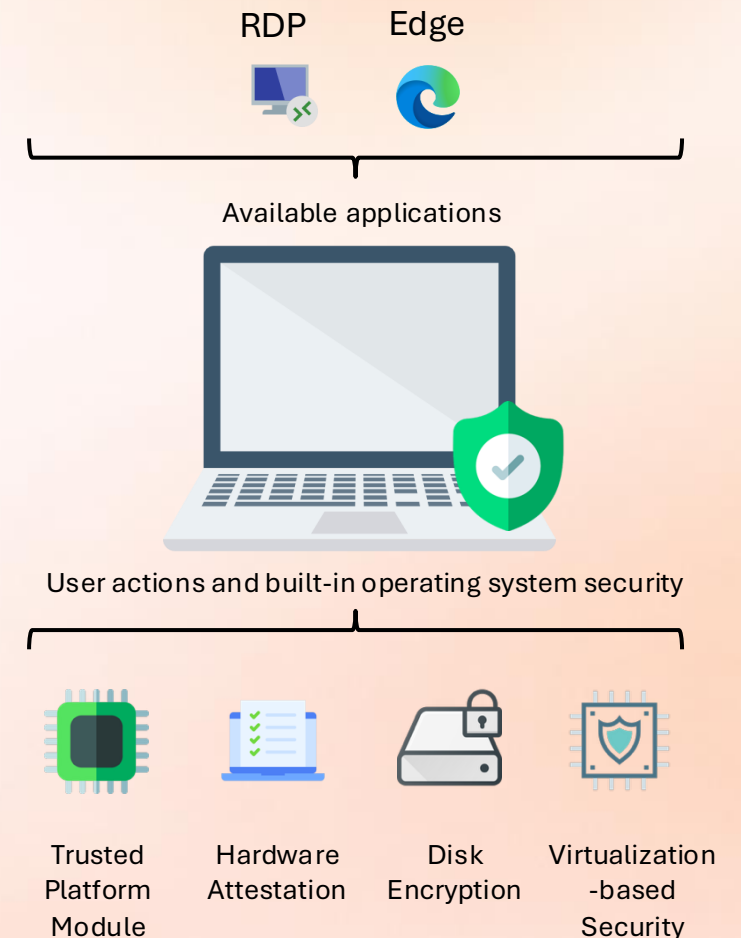 RDP Edge
Available applications
User actions and built-in operating system security
Trusted
Platform
Module
Hardware
Attestation
Disk
Encryption
Virtualization
-based
Security